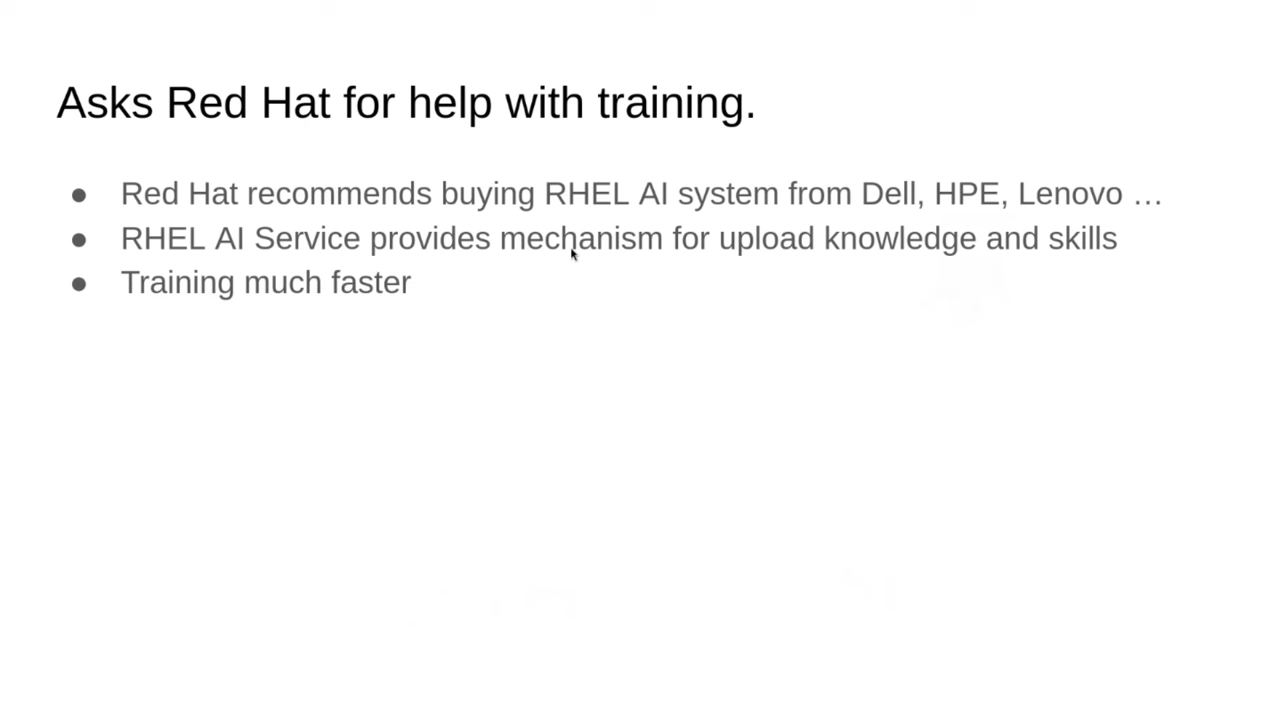 Asks Red Hat for help with training.
● Red Hat recommends buying RHEL AI system from Dell, HPE, Lenovo …
● RHEL AI Service provides mechanism for upload knowledge and skills
● Training much faster